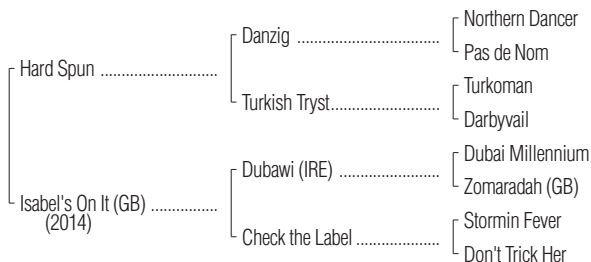 Northern Dancer
Danzig ..................................
Pas de Nom
Hard Spun ............................
Turkoman
Turkish Tryst..........................
Darbyvail
Dubai Millennium
Dubawi (IRE) ........................
Zomaradah (GB)
Isabel's On It (GB) ................
(2014)
Stormin Fever
Check the Label ....................
Don't Trick Her